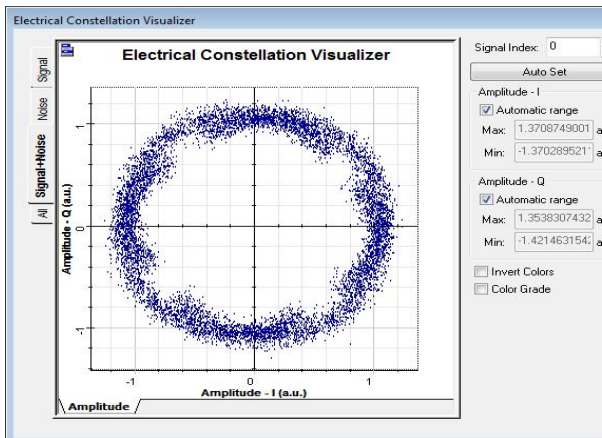 Electrical Constellation Visualizer
Electrical Constellation Visualizer
Signal Index: 0
Auto Set
Amplitude - I
Automatic range
Max: 1.3708749001 a
Min: -1.370289521 a
Amplitude - Q
Automatic range
Max: 1.3538307432 a
Min: -1.421463154 a
Invert Colors
Color Grade
Signal
Noise
Signal+Noise
All
Amplitude - Q (a.u.)
1
0
-1
-1 0 1
Amplitude - I (a.u.)
Amplitude